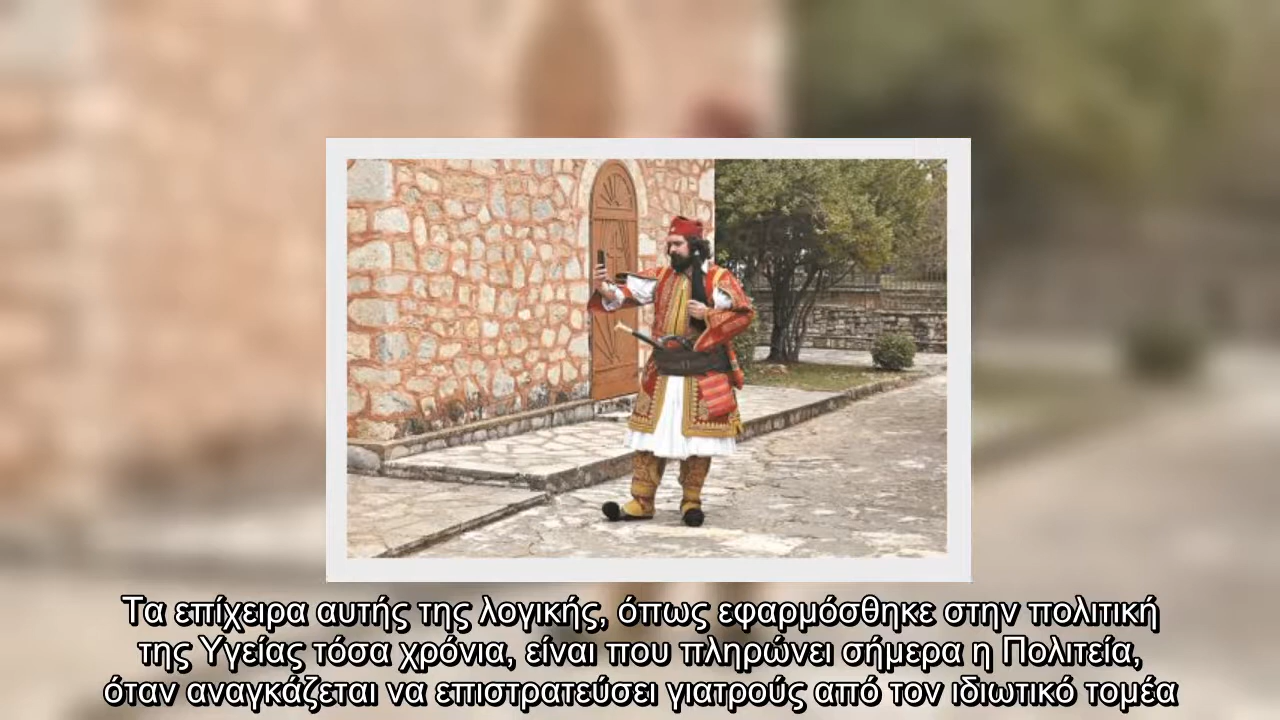 Τα επίχειρα αυτής της λογικής, όπως εφαρμόσθηκε στην πολιτική
της Υγείας τόσα χρόνια, είναι που πληρώνει σήμερα η Πολιτεία,
όταν αναγκάζεται να επιστρατεύσει γιατρούς από τον ιδιωτικό τομέα